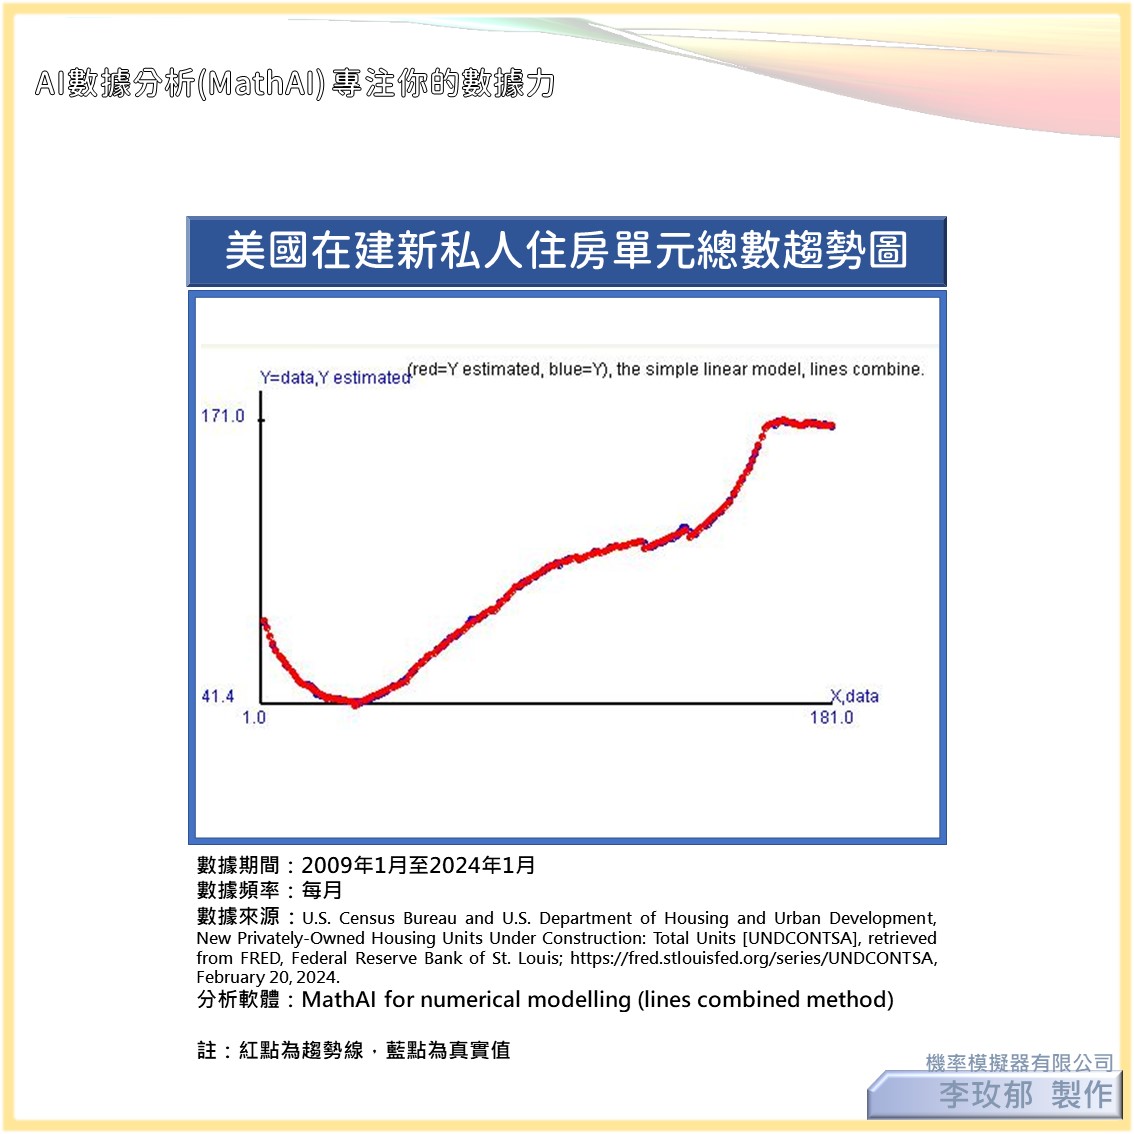 AI數據分析(MathAI) 專注你的數據力
美國在建新私人住房單元總數趨勢圖
(red=Y estimated, blue=Y), the simple linear model, lines combine.
Y=data,Y estimated
171.0
41.4
X,data
1.0
181.0
數據期間：2009年1月至2024年1月
數據頻率：每月
數據來源：U.S. Census Bureau and U.S. Department of Housing and Urban Development,
New Privately-Owned Housing Units Under Construction: Total Units [UNDCONTSA], retrieved
from FRED, Federal Reserve Bank of St. Louis; https://fred.stlouisfed.org/series/UNDCONTSA,
February 20, 2024.
分析軟體：MathAI for numerical modelling (lines combined method)
註：紅點為趨勢線，藍點為真實值
機率模擬器有限公司
李玫郁 製作